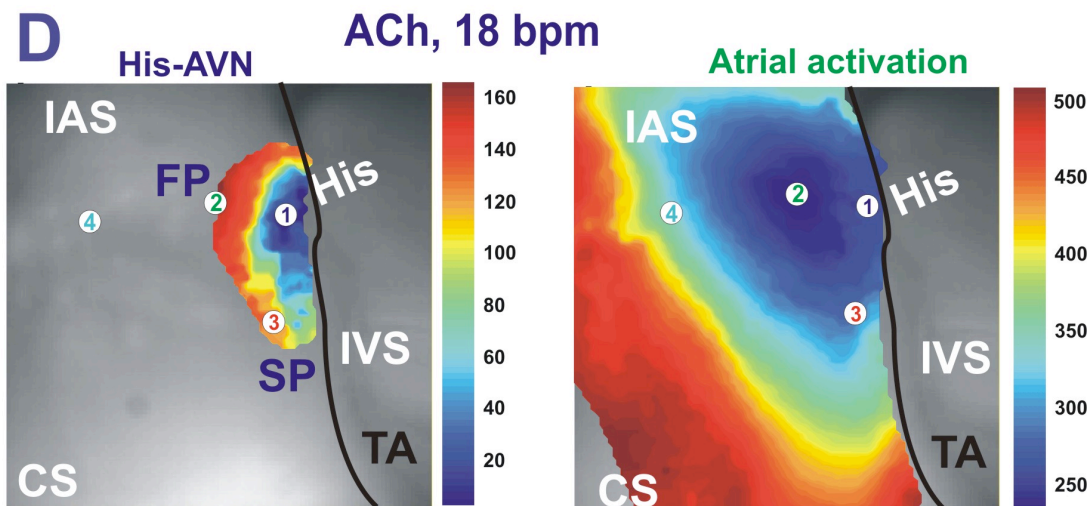 D
ACh, 18 bpm
His-AVN
Atrial activation
IAS
FP
His
1
2
3
4
SP
IVS
TA
CS
160
140
120
100
80
60
40
20
IAS
His
1
2
3
4
IVS
TA
CS
500
450
400
350
300
250